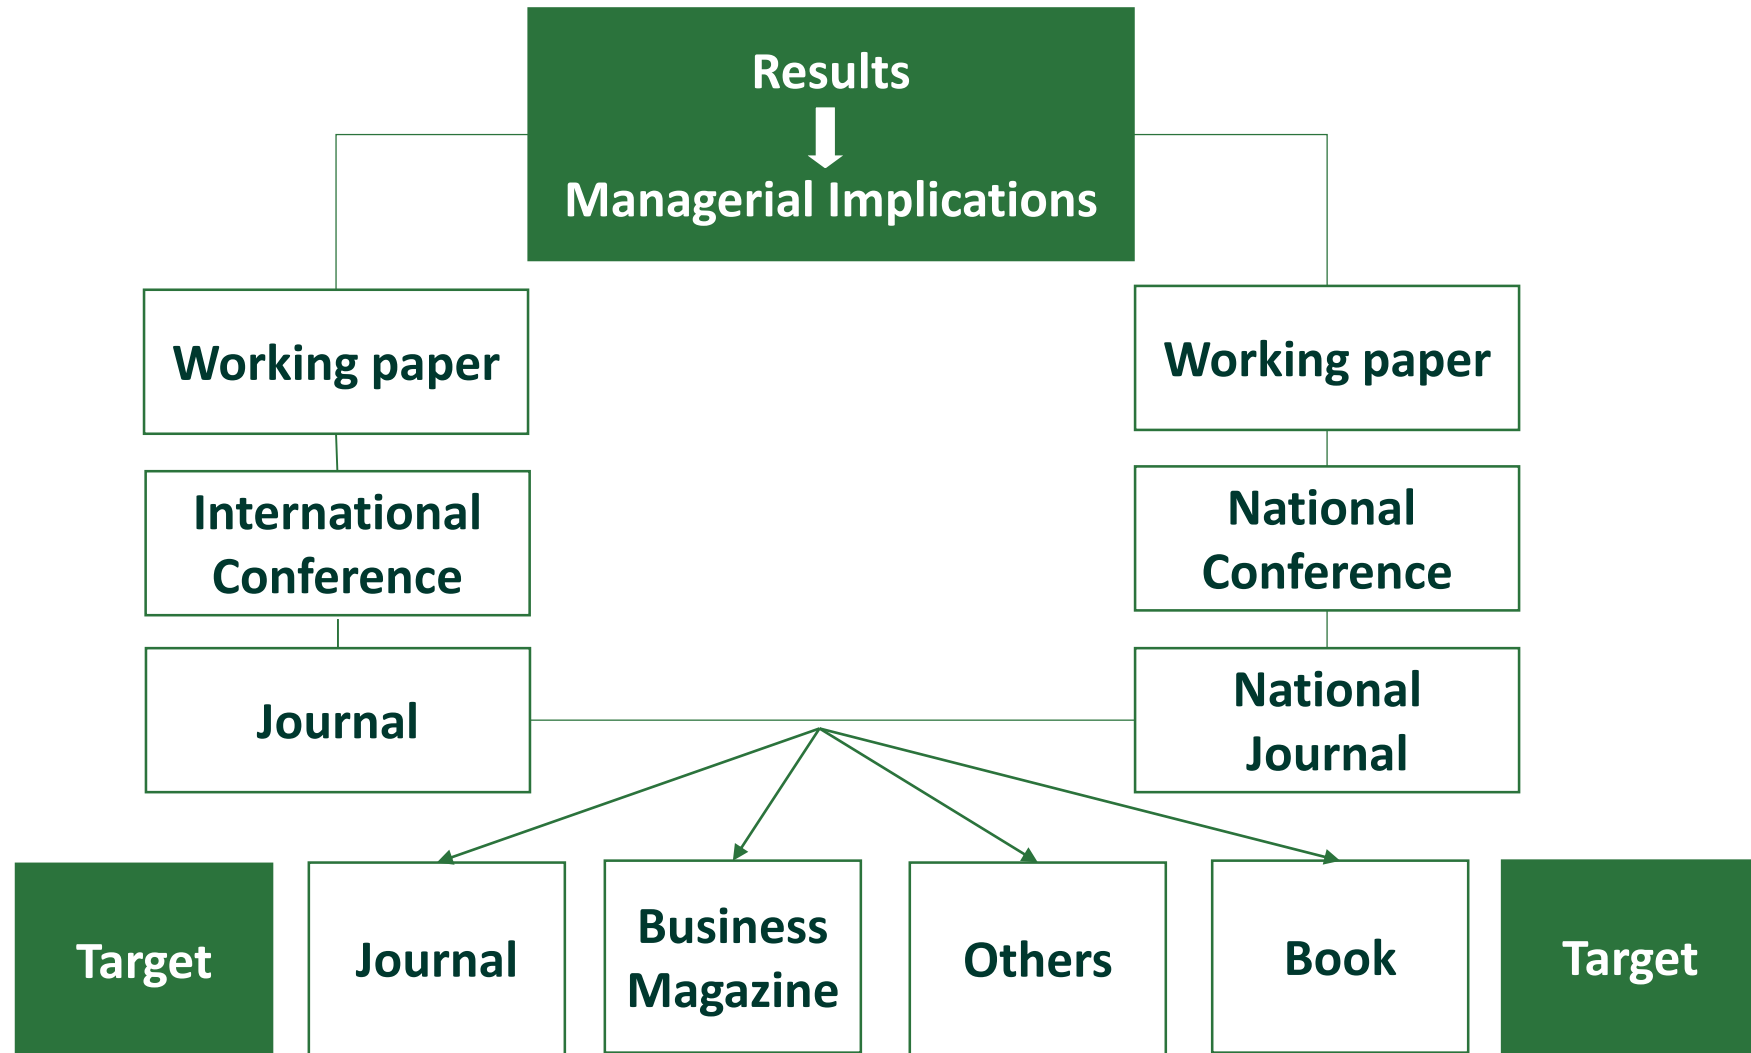 Results
Managerial Implications
Working paper
Working paper
International
Conference
National
Conference
Journal
National
Journal
Target
Journal
Business
Magazine
Others
Book
Target